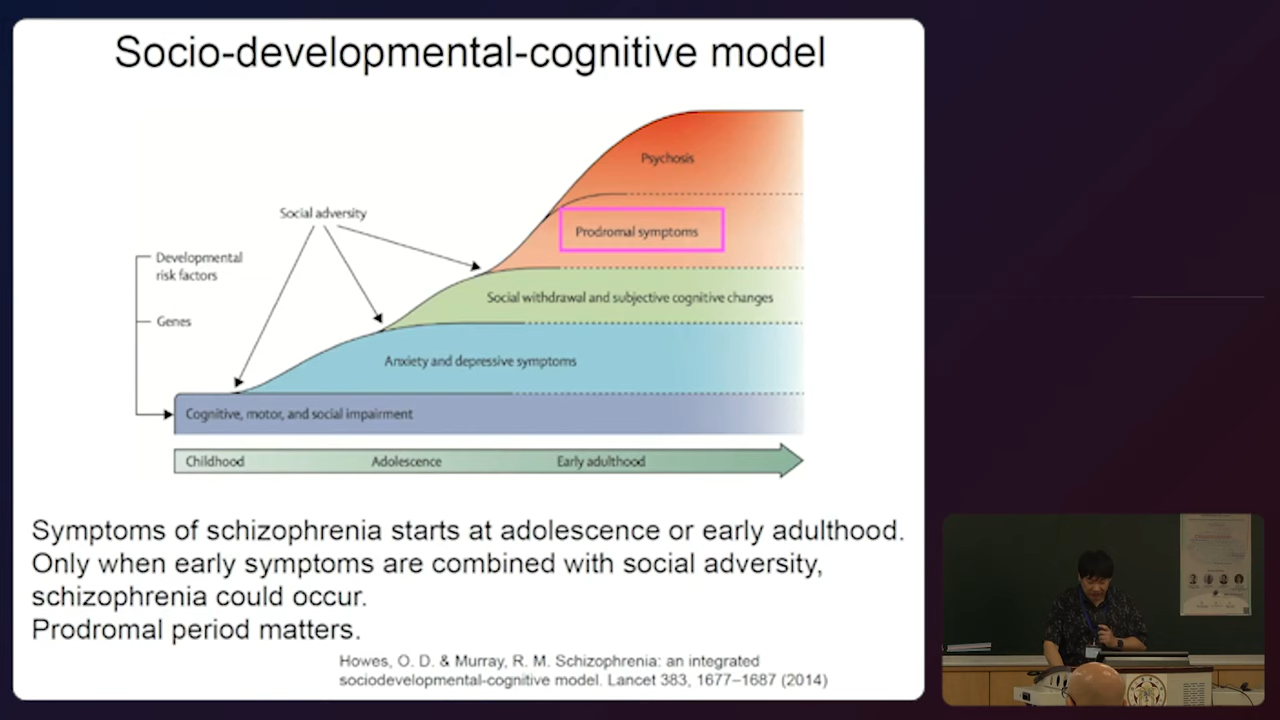 Socio-developmental-cognitive model
Psychosis
Social adversity
Prodromal symptoms
Developmental
risk factors
Social withdrawal and subjective cognitive changes
Genes
Anxiety and depressive symptoms
Cognitive, motor, and social impairment
Childhood
Adolescence
Early adulthood
Symptoms of schizophrenia starts at adolescence or early adulthood.
Only when early symptoms are combined with social adversity,
schizophrenia could occur.
Prodromal period matters.
Howes, O. D. & Murray, R. M. Schizophrenia: an integrated
sociodevelopmental-cognitive model. Lancet 383, 1677–1687 (2014)